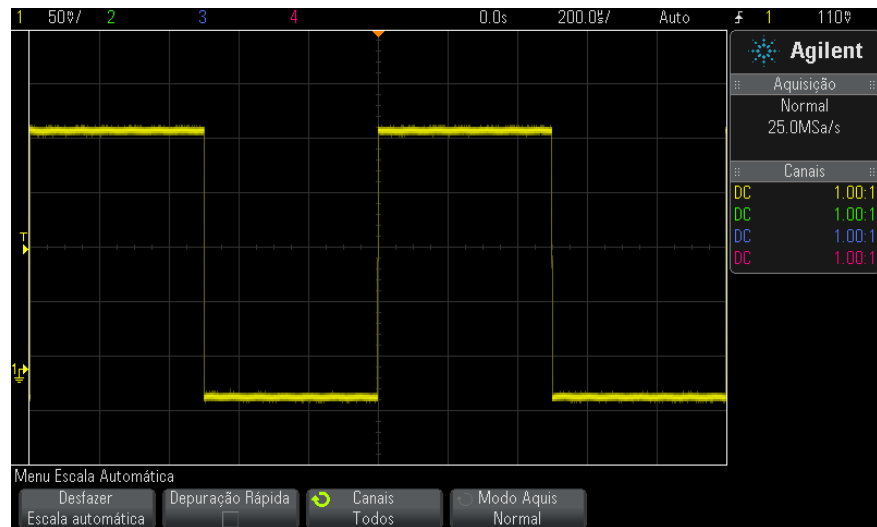 1 50▽/ 2 3 4 0.0s 200.0㎲/ Auto 1 110▽
Agilent
Aquisição
Normal
25.0MSa/s
Canais
DC 1.00:1
DC 1.00:1
DC 1.00:1
DC 1.00:1
T
1
Menu Escala Automática
Desfazer
Escala automática
Depuração Rápida
Canais
Todos
Modo Aquis
Normal